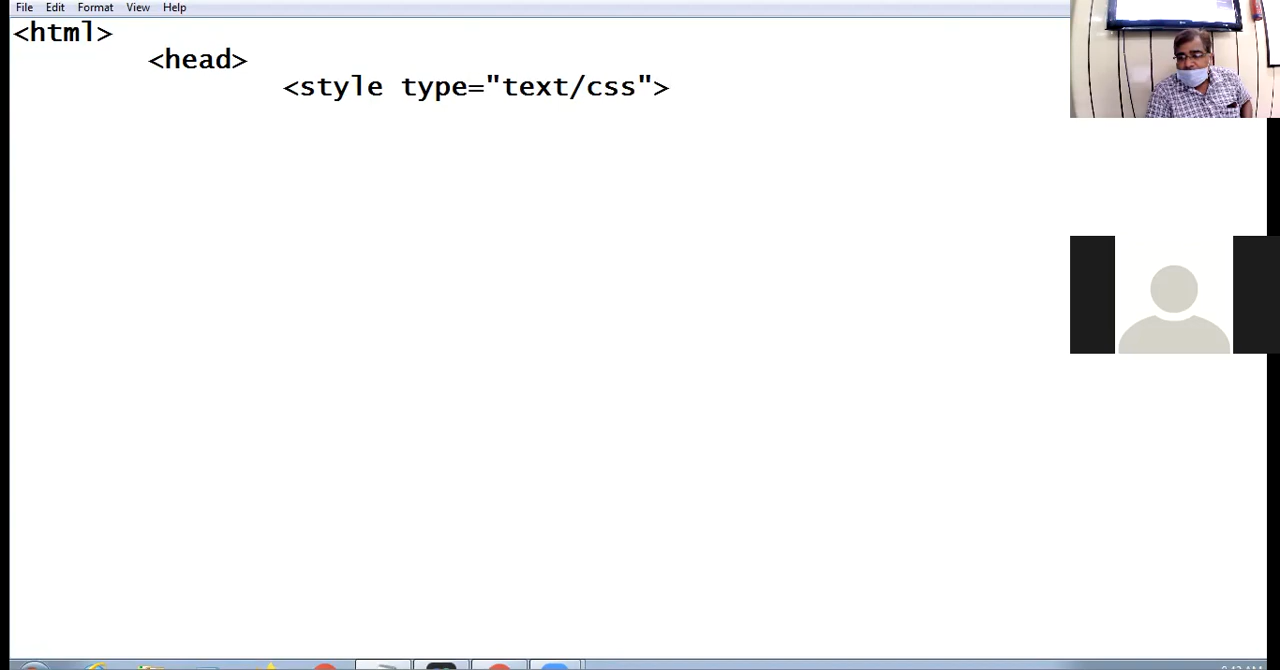 File Edit Format View Help
<html>
<head>
<style type="text/css">